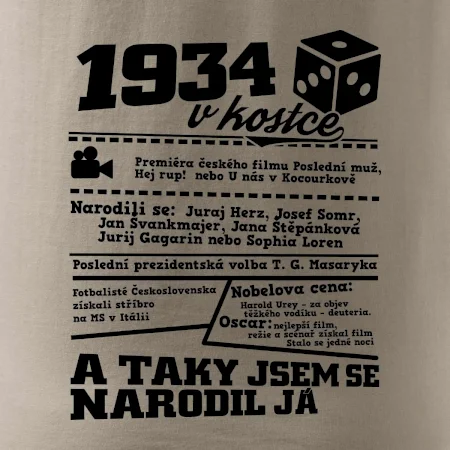 1934
v kostce
Premiéra českého filmu Poslední muž,
Hej rup! nebo U nás v Kocourkově
Narodili se: Juraj Herz, Josef Somr,
Jan Švankmajer, Jana Štěpánková
Jurij Gagarin nebo Sophia Loren
Poslední prezidentská volba T. G. Masaryka
Fotbalisté Československa
získali stříbro
na MS v Itálii
Nobelova cena:
Harold Urey - za objev
těžkého vodíku - deuteria.
Oscar: nejlepší film,
režie a scénář získal film
Stalo se jedné noci
A TAKY JSEM SE
NARODIL JÁ